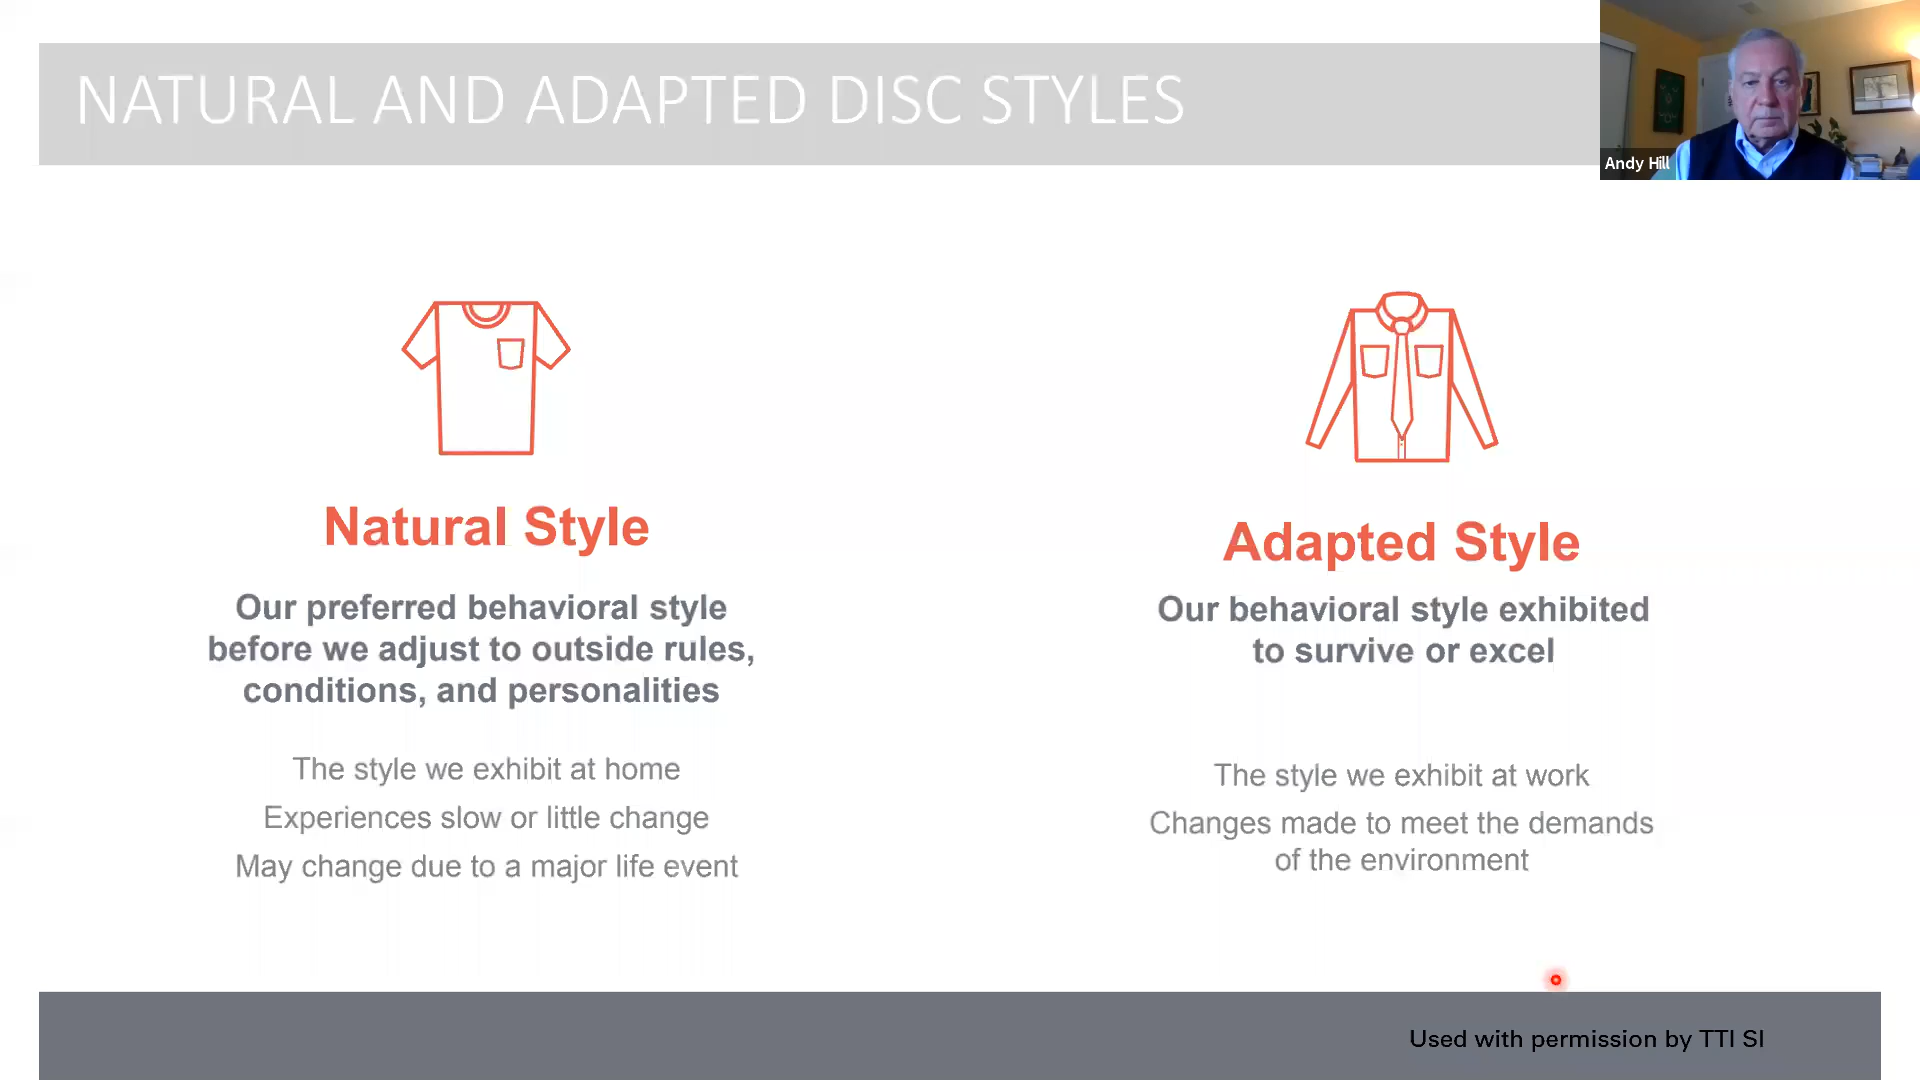 NATURAL AND ADAPTED DISC STYLES
Andy Hill
Natural Style
Our preferred behavioral style
before we adjust to outside rules,
conditions, and personalities
The style we exhibit at home
Experiences slow or little change
May change due to a major life event
Adapted Style
Our behavioral style exhibited
to survive or excel
The style we exhibit at work
Changes made to meet the demands
of the environment
Used with permission by TTI SI